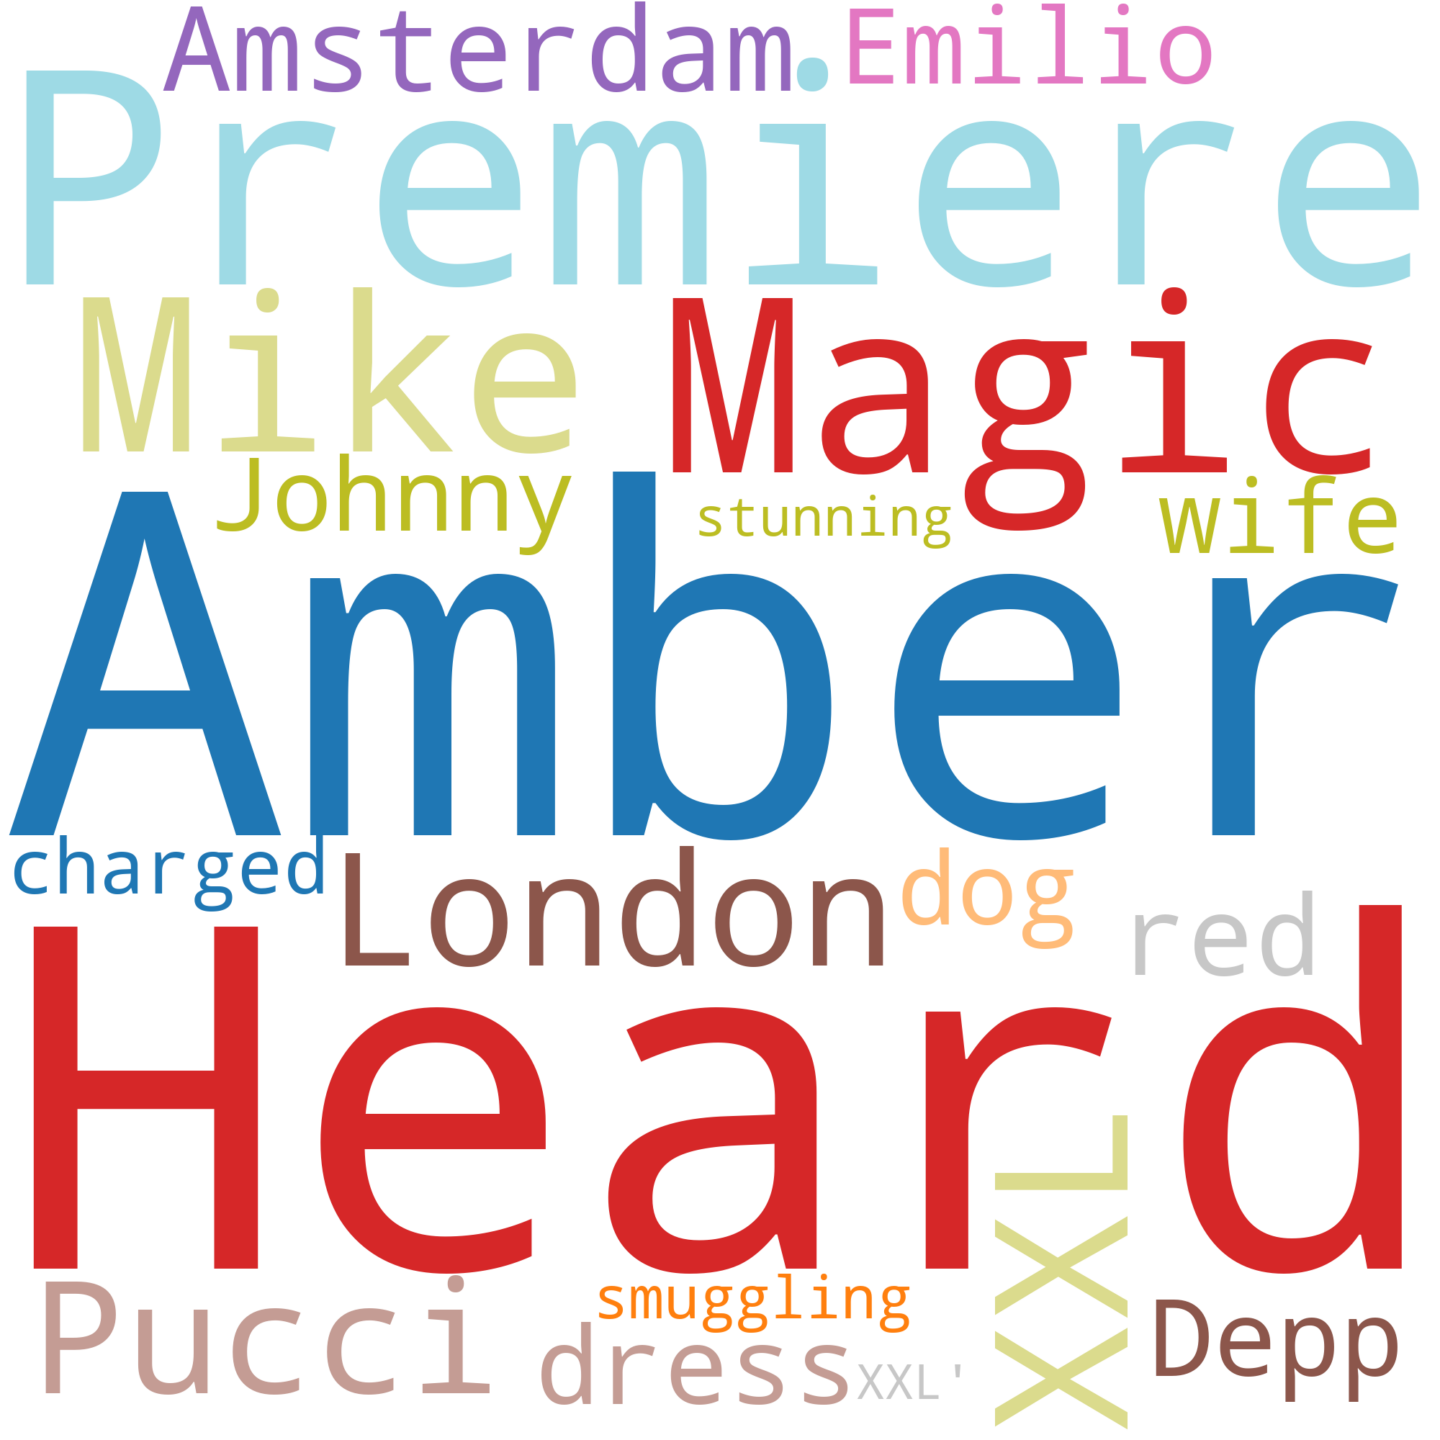 Amsterdam Emilio
Premiere
Mike Magic
Johnny stunning wife
Amber
charged London dog red
Heard
XXL
Pucci smuggling Depp
dress XXL'